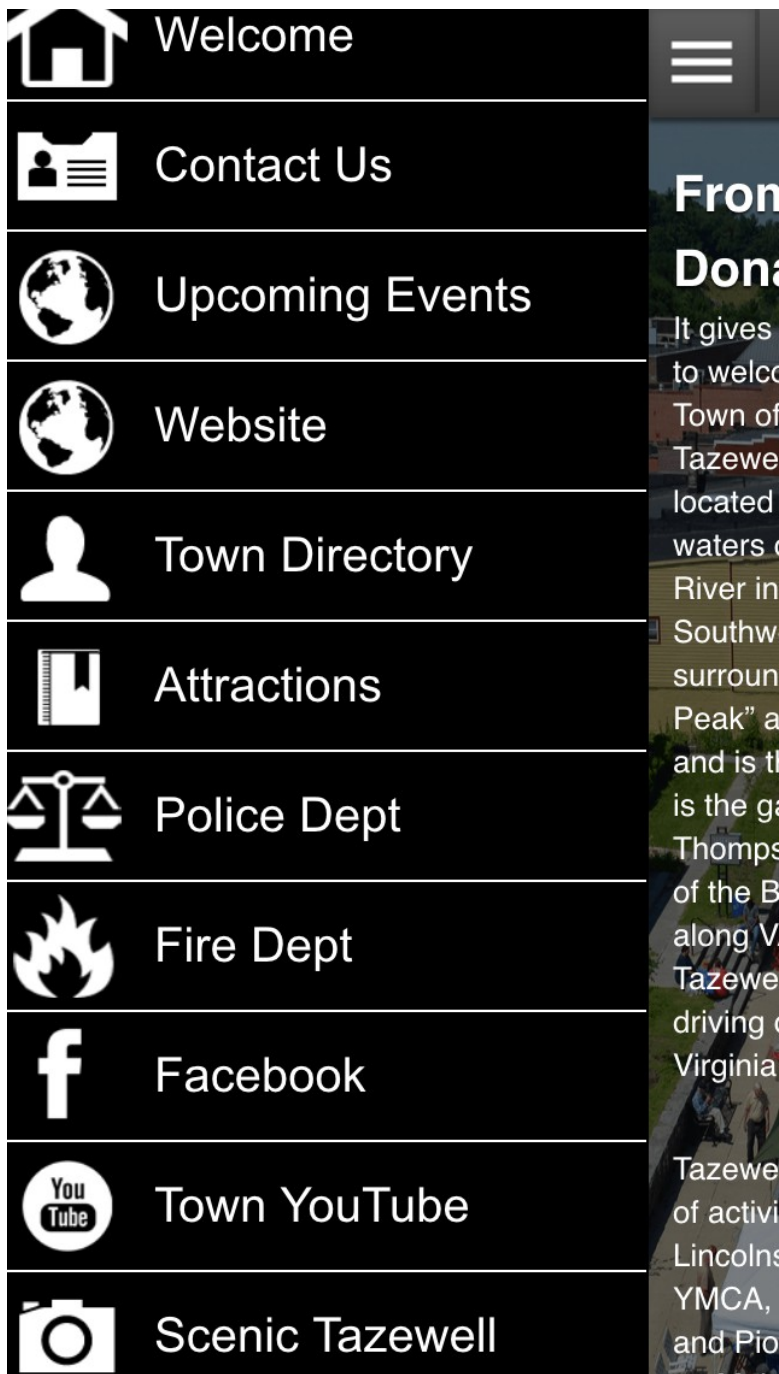 Welcome
Contact Us
Upcoming Events
Website
Town Directory
Attractions
Police Dept
Fire Dept
Facebook
You
Tube
Town YouTube
Scenic Tazewell
From
Dona
It gives
to welco
Town of
Tazewe
located
waters
River in
Southw
surroun
Peak” a
and is th
is the ga
Thomps
of the B
along V
Tazewe
driving
Virginia
Tazewe
of activi
Lincolns
YMCA,
and Pio